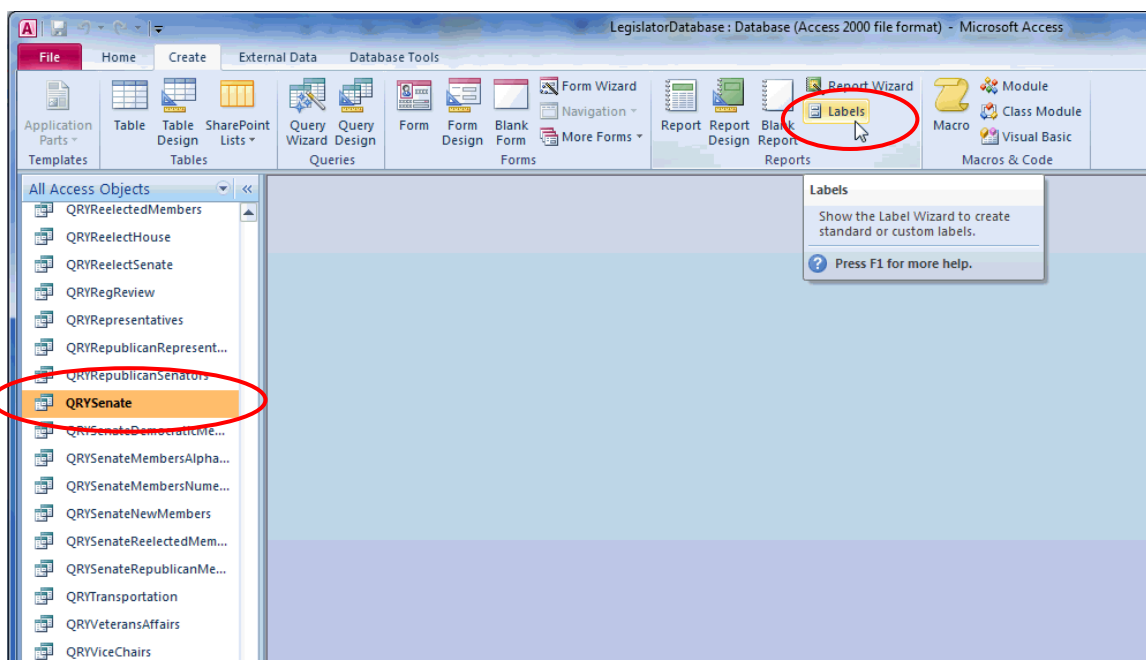 A
LegislatorDatabase : Database (Access 2000 file format) - Microsoft Access
File Home Create External Data Database Tools
Application Parts
Table
Table Design
SharePoint Lists
Query Wizard
Query Design
Form
Form Design
Blank Form
Form Wizard
Navigation
More Forms
Report
Report Design
Blank Report
Report Wizard
Labels
Macro
Module
Class Module
Visual Basic
Templates Tables Queries Forms Reports Macros & Code
All Access Objects
QRYReelectedMembers
QRYReelectHouse
QRYReelectSenate
QRYRegReview
QRYRepresentatives
QRYRepublicanRepresent...
QRYRepublicanSenators
QRYSenate
QRYSenateDemocraticMe...
QRYSenateMembersAlpha...
QRYSenateMembersNume...
QRYSenateNewMembers
QRYSenateReelectedMem...
QRYSenateRepublicanMe...
QRYTransportation
QRYVeteransAffairs
QRYViceChairs
Labels
Show the Label Wizard to create
standard or custom labels.
Press F1 for more help.